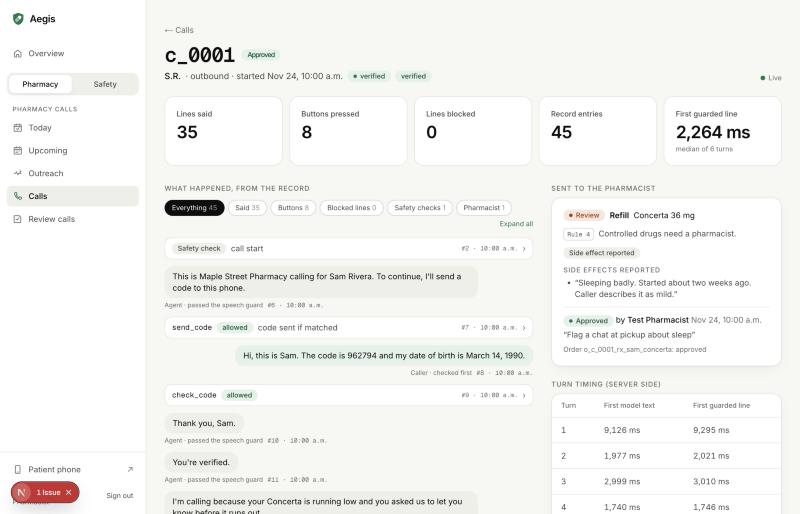 Aegis
Overview
Pharmacy
Safety
PHARMACY CALLS
Today
Upcoming
Outreach
Calls
Review calls
Patient phone
N
1 Issue
Sign out
← Calls
c_0001
Approved
S.R. · outbound · started Nov 24, 10:00 a.m.
verified
verified
Live
Lines said
35
Buttons pressed
8
Lines blocked
0
Record entries
45
First guarded line
2,264 ms
median of 6 turns
WHAT HAPPENED, FROM THE RECORD
Everything 45
Said 35
Buttons 8
Blocked lines 0
Safety checks 1
Pharmacist 1
Expand all
Safety check call start #2 · 10:00 a.m. ›
This is Maple Street Pharmacy calling for Sam Rivera. To continue, I'll send a
code to this phone.
Agent · passed the speech guard #6 · 10:00 a.m.
send_code allowed code sent if matched #7 · 10:00 a.m. ›
Hi, this is Sam. The code is 962794 and my date of birth is March 14, 1990.
Caller · checked first #8 · 10:00 a.m.
check_code allowed #9 · 10:00 a.m. ›
Thank you, Sam.
Agent · passed the speech guard #10 · 10:00 a.m.
You're verified.
Agent · passed the speech guard #11 · 10:00 a.m.
I'm calling because your Concerta is running low and you asked us to let you
know before it runs out.
SENT TO THE PHARMACIST
Review Refill Concerta 36 mg
Rule 4 Controlled drugs need a pharmacist.
Side effect reported
SIDE EFFECTS REPORTED
• “Sleeping badly. Started about two weeks ago.
Caller describes it as mild.”
Approved by Test Pharmacist Nov 24, 10:00 a.m.
“Flag a chat at pickup about sleep”
Order o_c_0001_rx_sam_concerta: approved
TURN TIMING (SERVER SIDE)
Turn First model text First guarded line
1 9,126 ms 9,295 ms
2 1,977 ms 2,021 ms
3 2,999 ms 3,010 ms
4 1,740 ms 1,746 ms